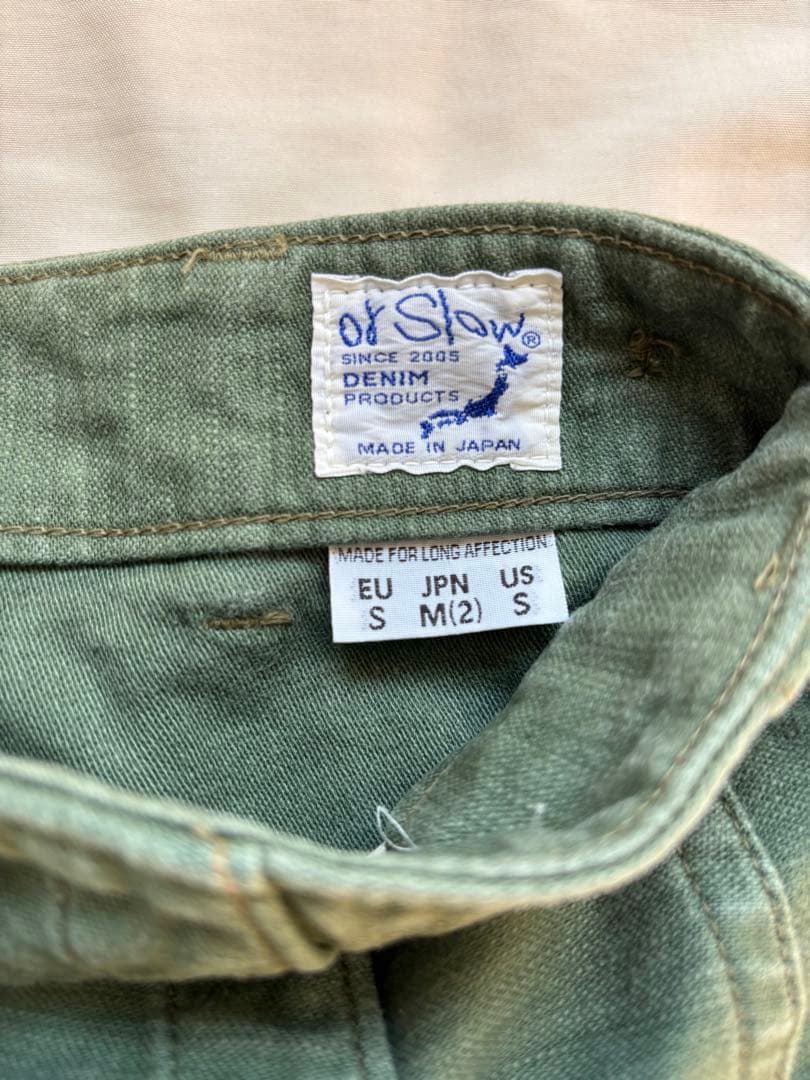 or Slow®
SINCE 2005
DENIM
PRODUCTS
MADE IN JAPAN
MADE FOR LONG AFFECTION
EU JPN US
S M(2) S